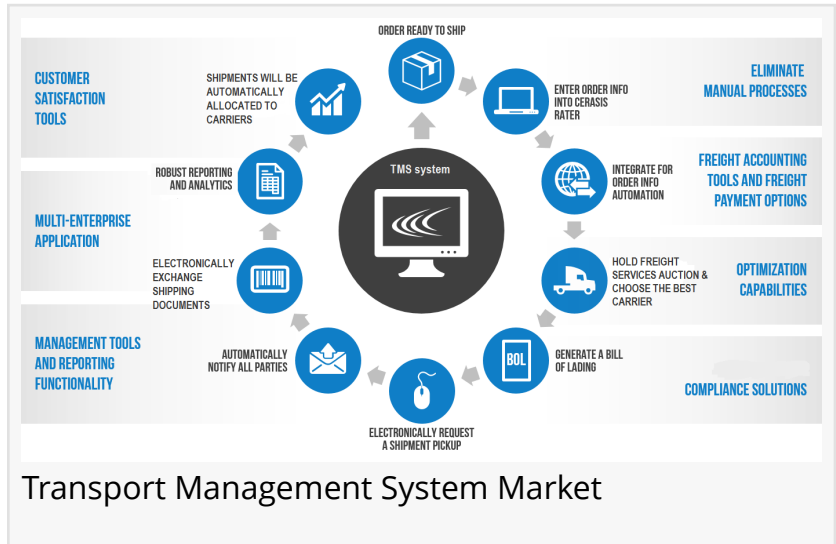 ORDER READY TO SHIP
CUSTOMER
SATISFACTION
TOOLS
SHIPMENTS WILL BE
AUTOMATICALLY
ALLOCATED TO
CARRIERS
ENTER ORDER INFO
INTO CERASIS
RATER
ELIMINATE
MANUAL PROCESSES
ROBUST REPORTING
AND ANALYTICS
TMS system
INTEGRATE FOR
ORDER INFO
AUTOMATION
FREIGHT ACCOUNTING
TOOLS AND FREIGHT
PAYMENT OPTIONS
MULTI-ENTERPRISE
APPLICATION
ELECTRONICALLY
EXCHANGE
SHIPPING
DOCUMENTS
HOLD FREIGHT
SERVICES AUCTION &
CHOOSE THE BEST
CARRIER
OPTIMIZATION
CAPABILITIES
MANAGEMENT TOOLS
AND REPORTING
FUNCTIONALITY
AUTOMATICALLY
NOTIFY ALL PARTIES
BOL
GENERATE A BILL
OF LADING
COMPLIANCE SOLUTIONS
ELECTRONICALLY REQUEST
A SHIPMENT PICKUP
Transport Management System Market